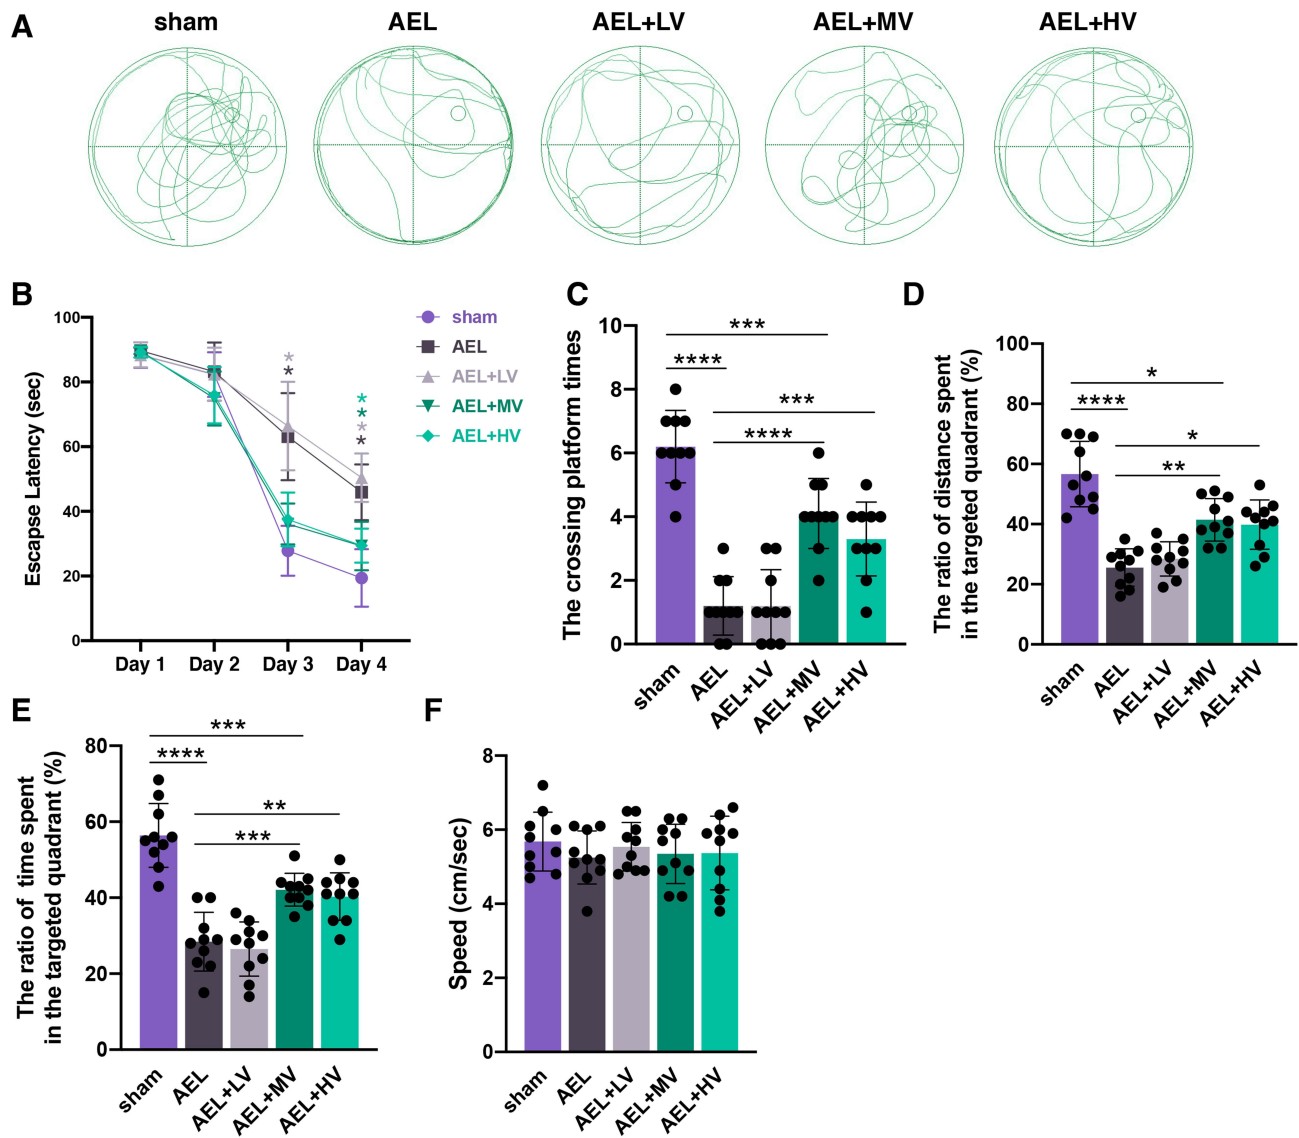 A
sham
AEL
AEL+LV
AEL+MV
AEL+HV
B
Escape Latency (sec)
100
80
60
40
20
0
Day 1
Day 2
Day 3
Day 4
*
*
*
*
*
*
sham
AEL
AEL+LV
AEL+MV
AEL+HV
C
The crossing platform times
10
8
6
4
2
0
***
****
***
****
sham
AEL
AEL+LV
AEL+MV
AEL+HV
D
The ratio of distance spent
in the targeted quadrant (%)
100
80
60
40
20
0
*
****
*
**
sham
AEL
AEL+LV
AEL+MV
AEL+HV
E
The ratio of time spent
in the targeted quadrant (%)
80
60
40
20
0
***
****
**
***
sham
AEL
AEL+LV
AEL+MV
AEL+HV
F
Speed (cm/sec)
8
6
4
2
0
sham
AEL
AEL+LV
AEL+MV
AEL+HV